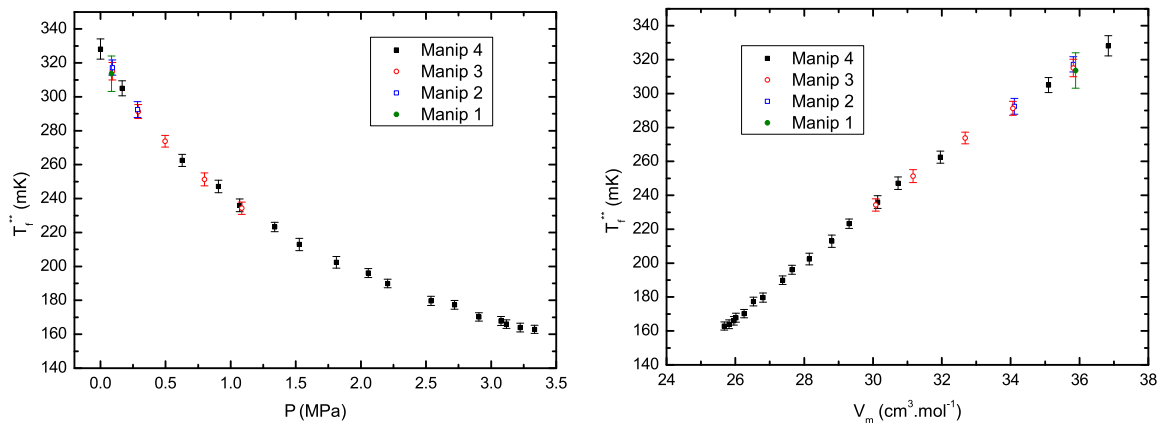 340
320
300
280
260
240
220
200
180
160
140
T_f^** (mK)
0.0 0.5 1.0 1.5 2.0 2.5 3.0 3.5
P (MPa)
Manip 4
Manip 3
Manip 2
Manip 1
340
320
300
280
260
240
220
200
180
160
140
T_f^** (mK)
24 26 28 30 32 34 36 38
V_m (cm³.mol⁻¹)
Manip 4
Manip 3
Manip 2
Manip 1